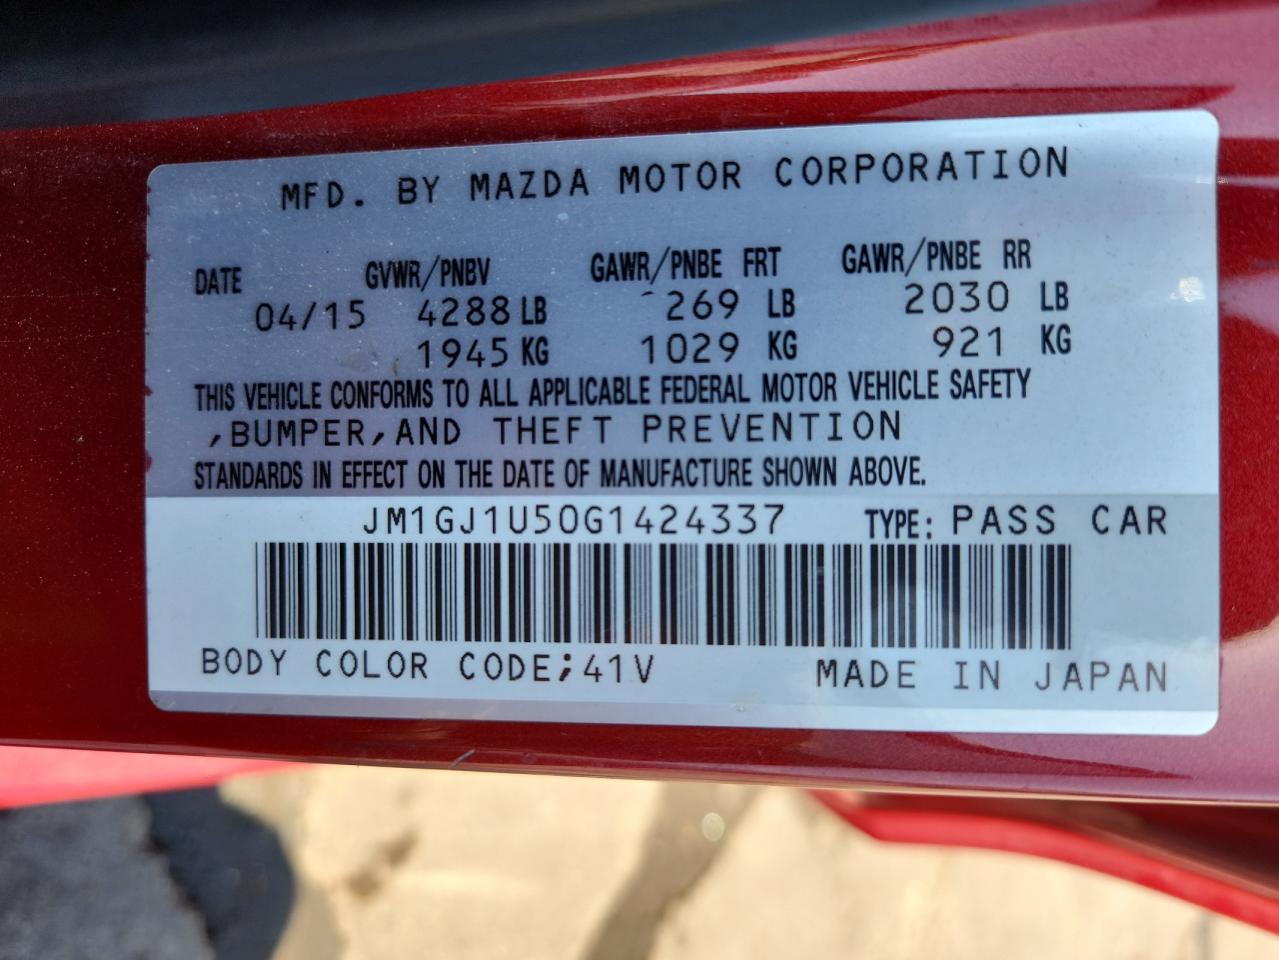 MFD. BY MAZDA MOTOR CORPORATION
DATE GVWR/PNBV GAWR/PNBE FRT GAWR/PNBE RR
04/15 4288 LB 269 LB 2030 LB
1945 KG 1029 KG 921 KG
THIS VEHICLE CONFORMS TO ALL APPLICABLE FEDERAL MOTOR VEHICLE SAFETY
,BUMPER,AND THEFT PREVENTION
STANDARDS IN EFFECT ON THE DATE OF MANUFACTURE SHOWN ABOVE.
JM1GJ1U50G1424337 TYPE: PASS CAR
BODY COLOR CODE;41V MADE IN JAPAN